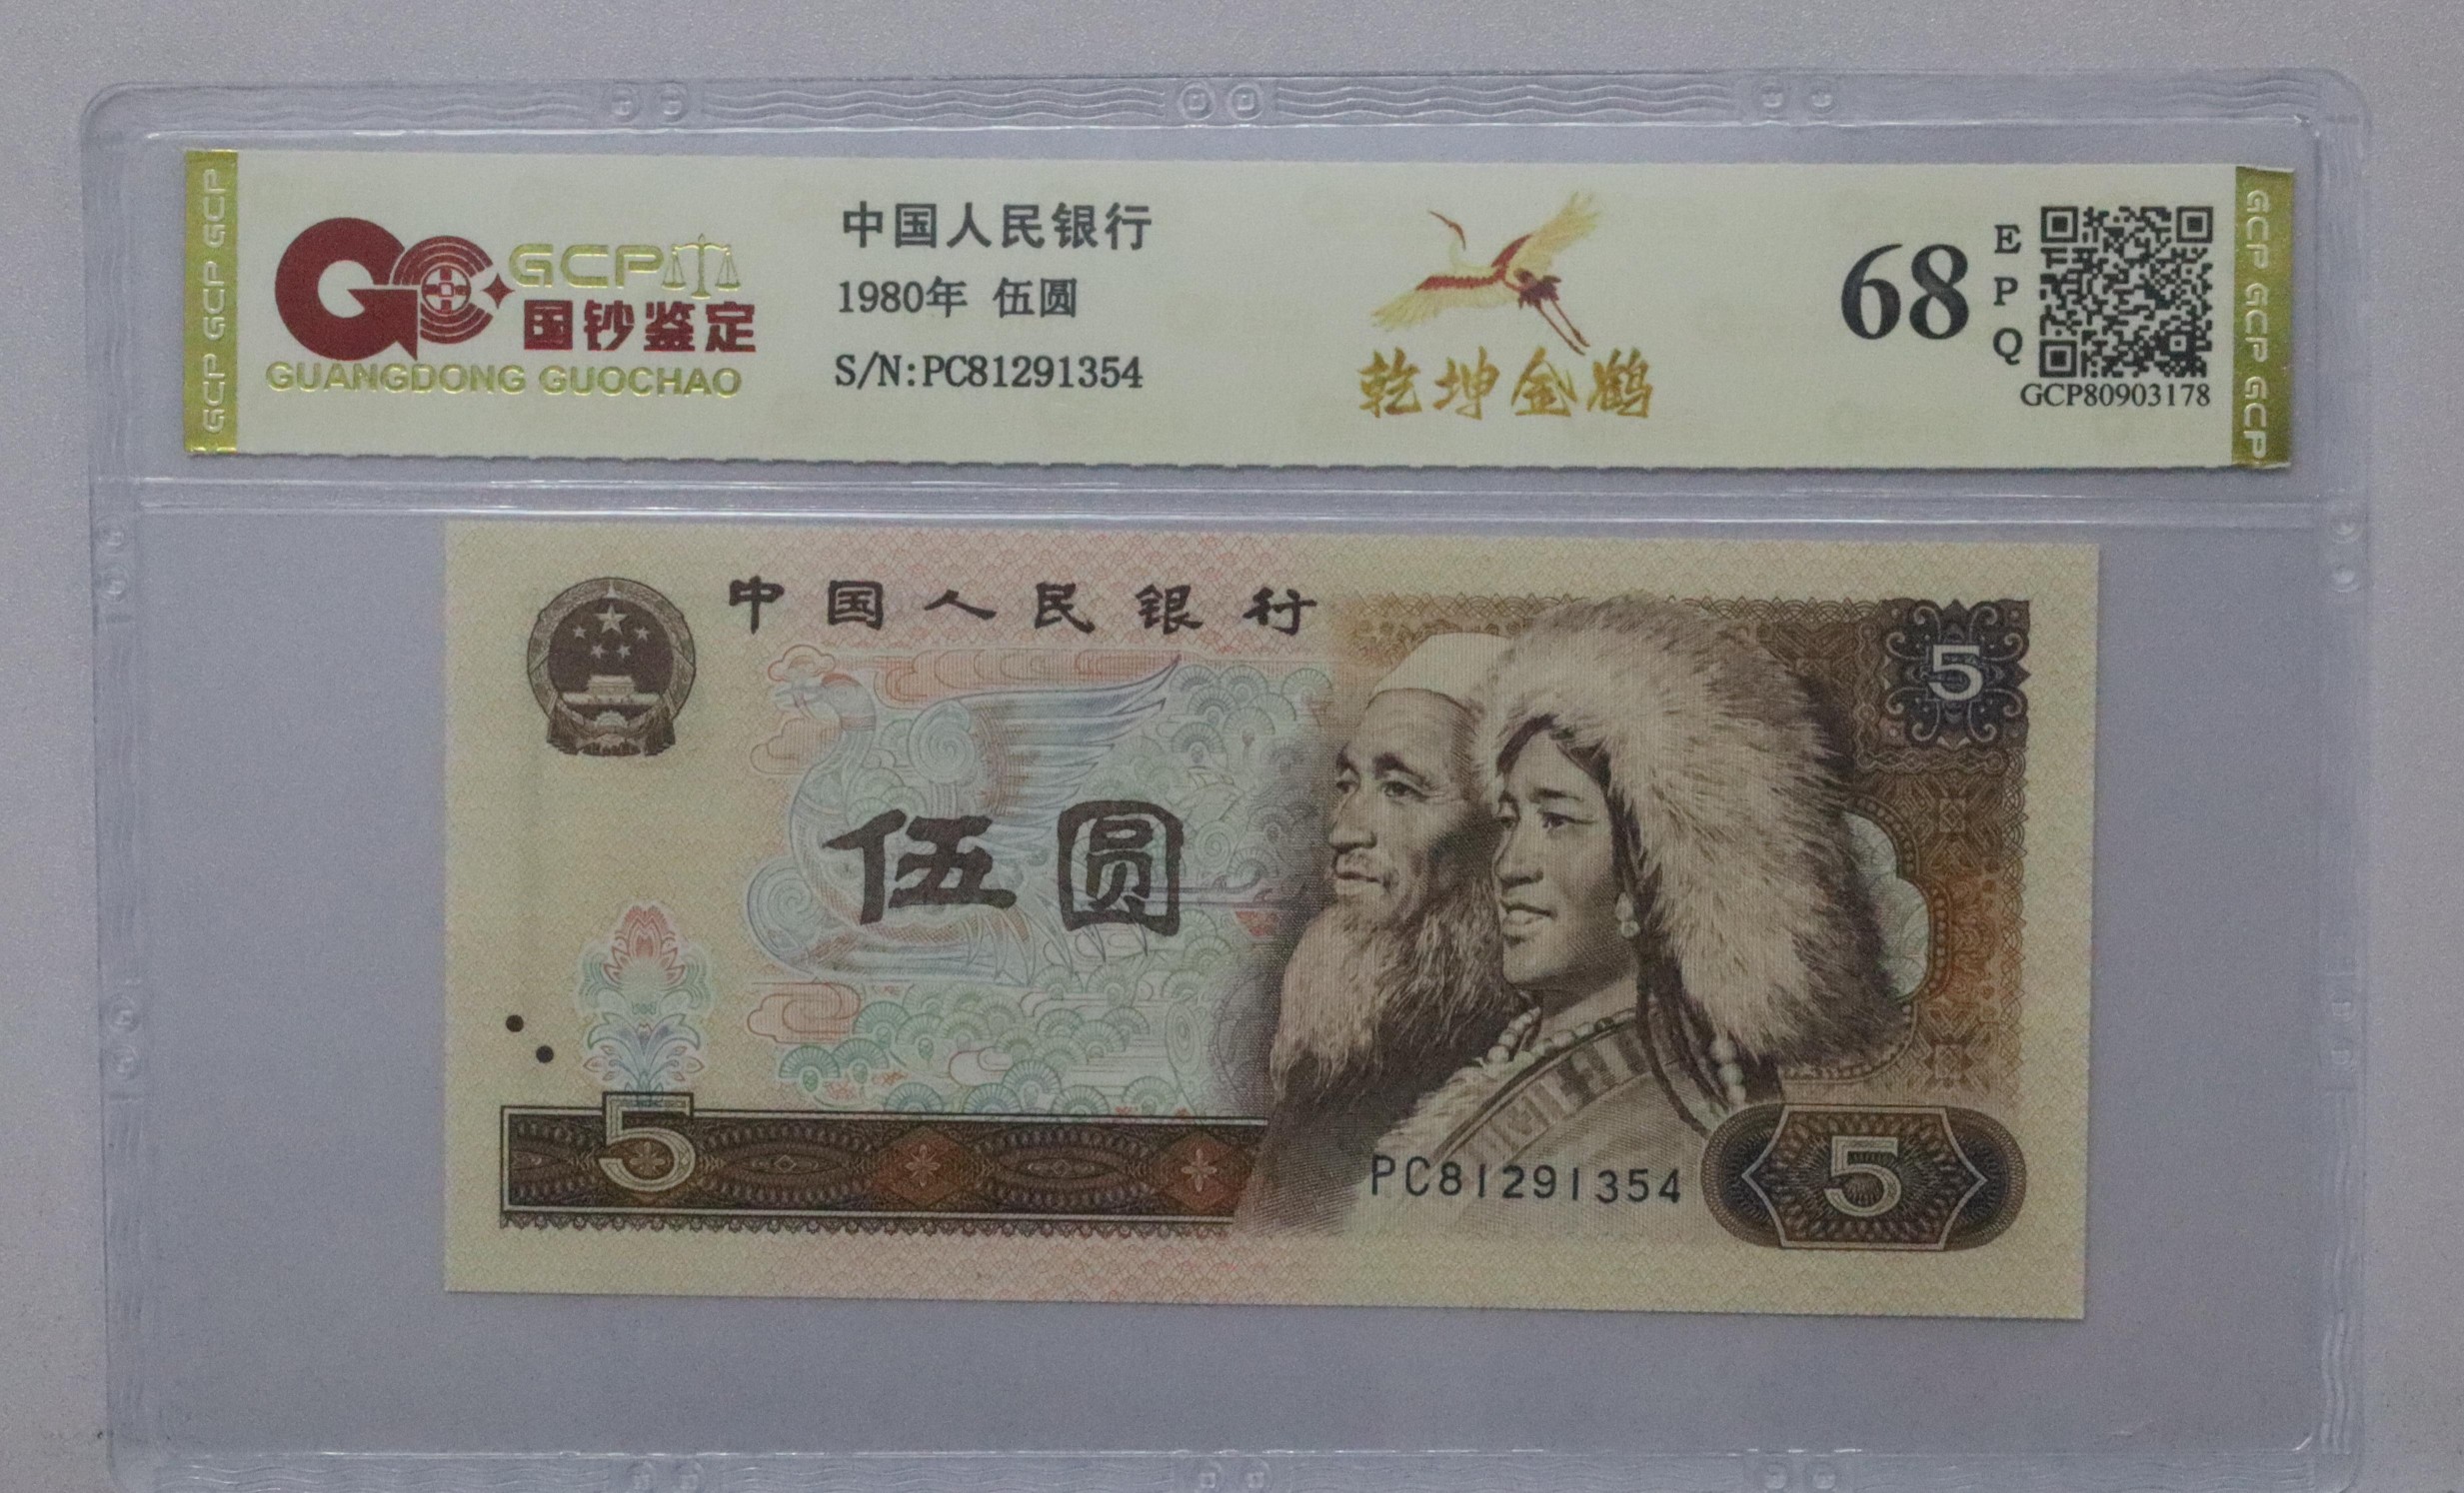 GCP GCP GCP
GCP
国钞鉴定
GUANGDONG GUOCHAO
中国人民银行
1980年 伍圆
S/N:PC81291354
乾坤金鹤
68
E
P
Q
GCP80903178
GCP GCP GCP
中国人民银行
5
伍圆
5
PC81291354
5